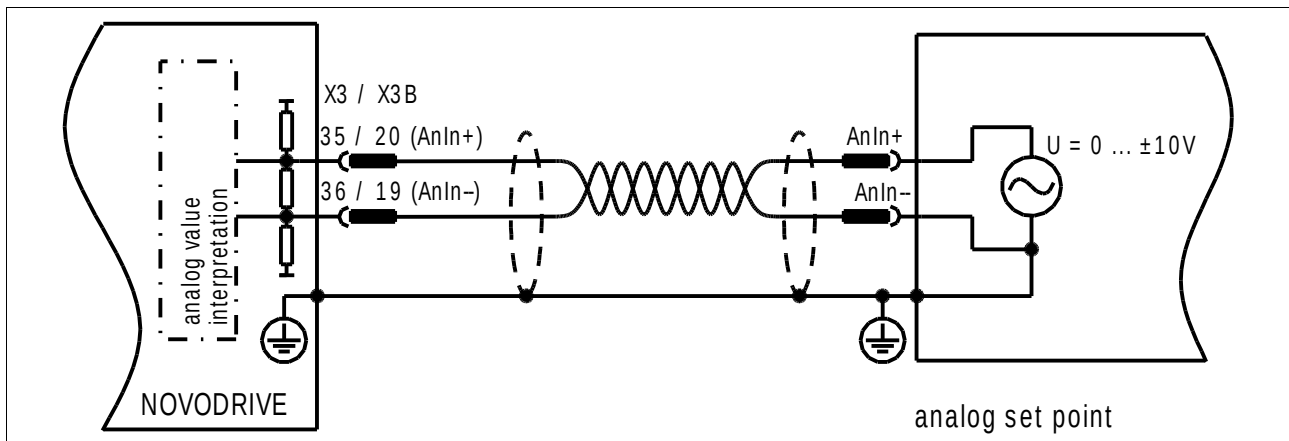 X3 / X3B
35 / 20 (AnIn+)
36 / 19 (AnIn--)
analog value
interpretation
NOVODRIVE
AnIn+
AnIn--
U = 0 ... ±10V
analog set point